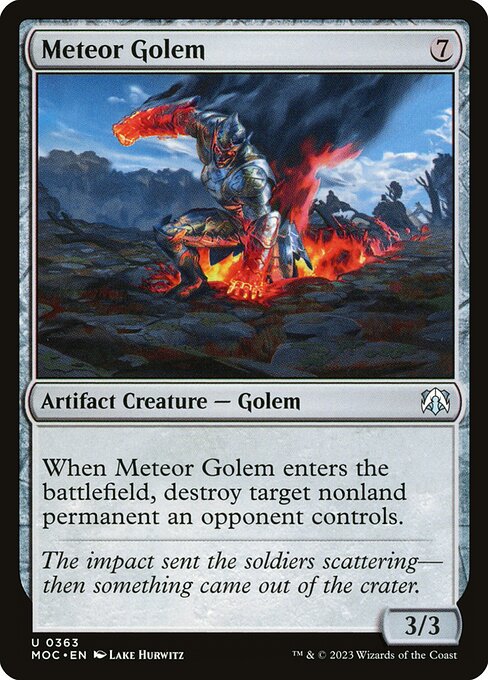 Meteor Golem 7
Artifact Creature — Golem
When Meteor Golem enters the
battlefield, destroy target nonland
permanent an opponent controls.
The impact sent the soldiers scattering—
then something came out of the crater.
3/3
U 0363
MOC • EN Lake Hurwitz
™ & © 2023 Wizards of the Coast